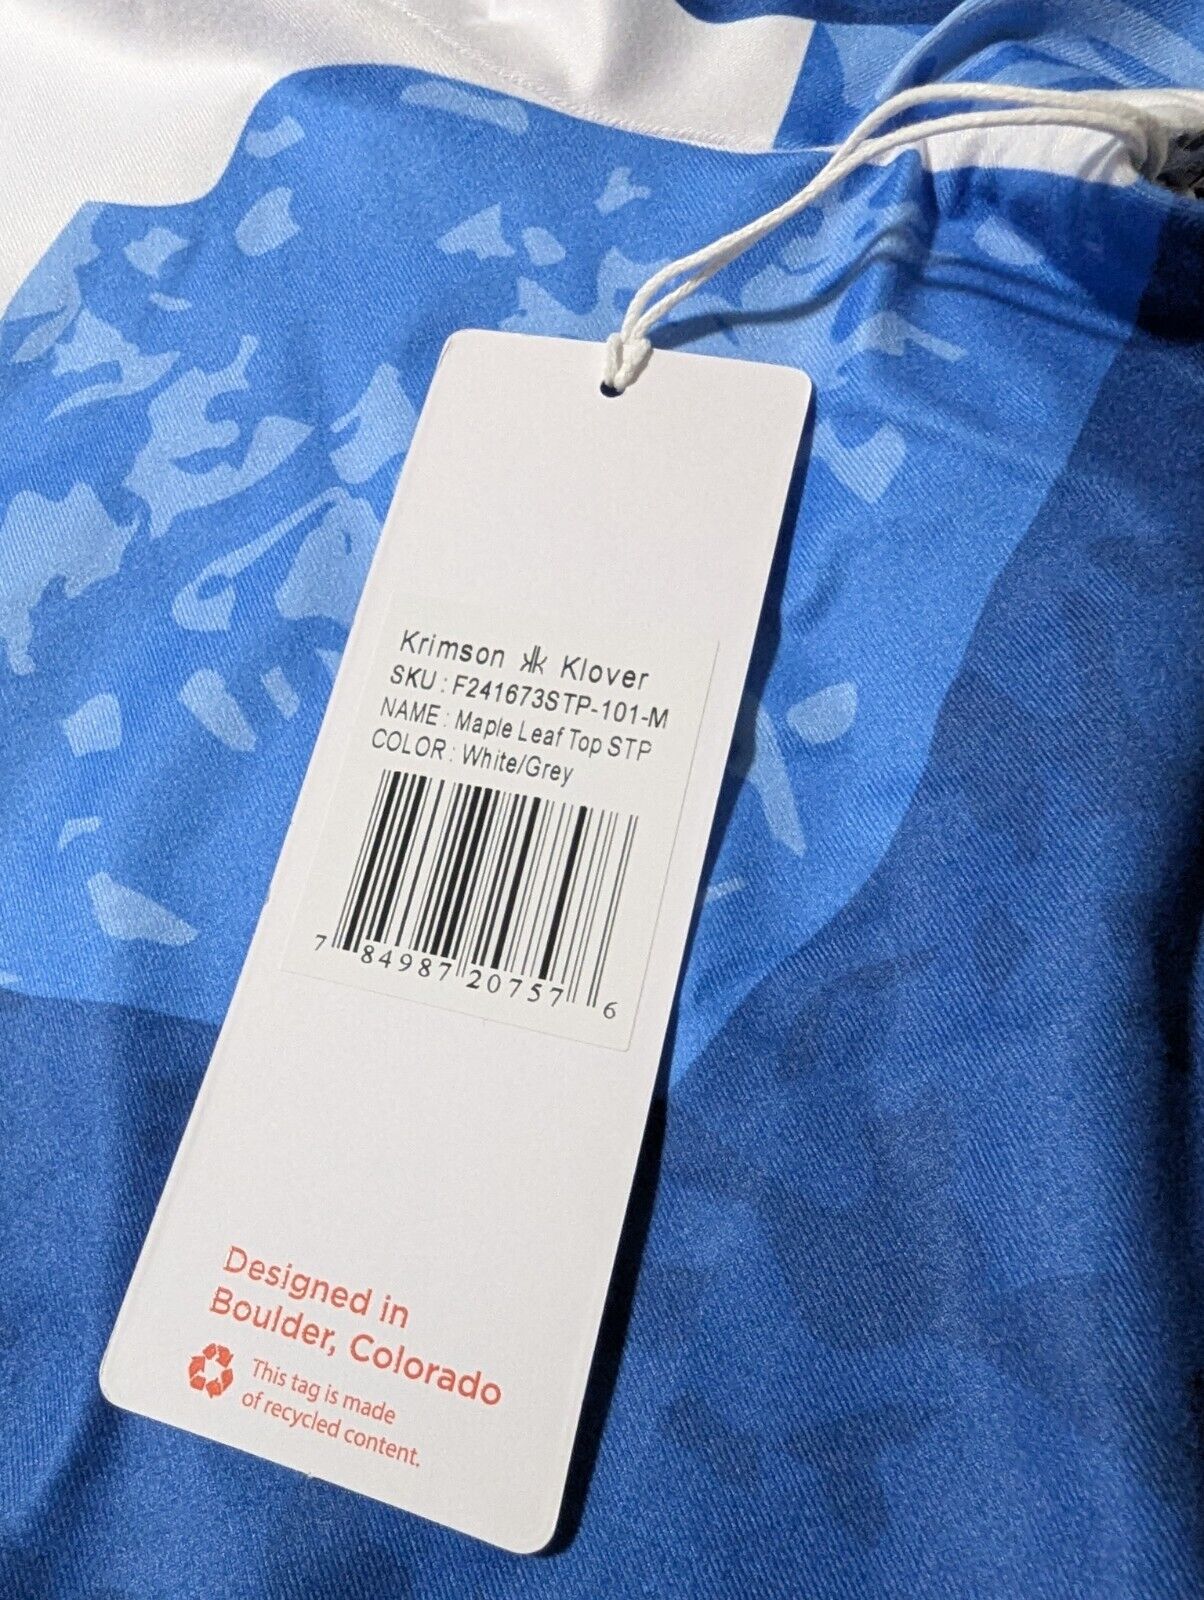 Krimson Klover
SKU : F241673STP-101-M
NAME : Maple Leaf Top STP
COLOR : White/Grey
7 84987 20757 6
Designed in
Boulder, Colorado
This tag is made
of recycled content.